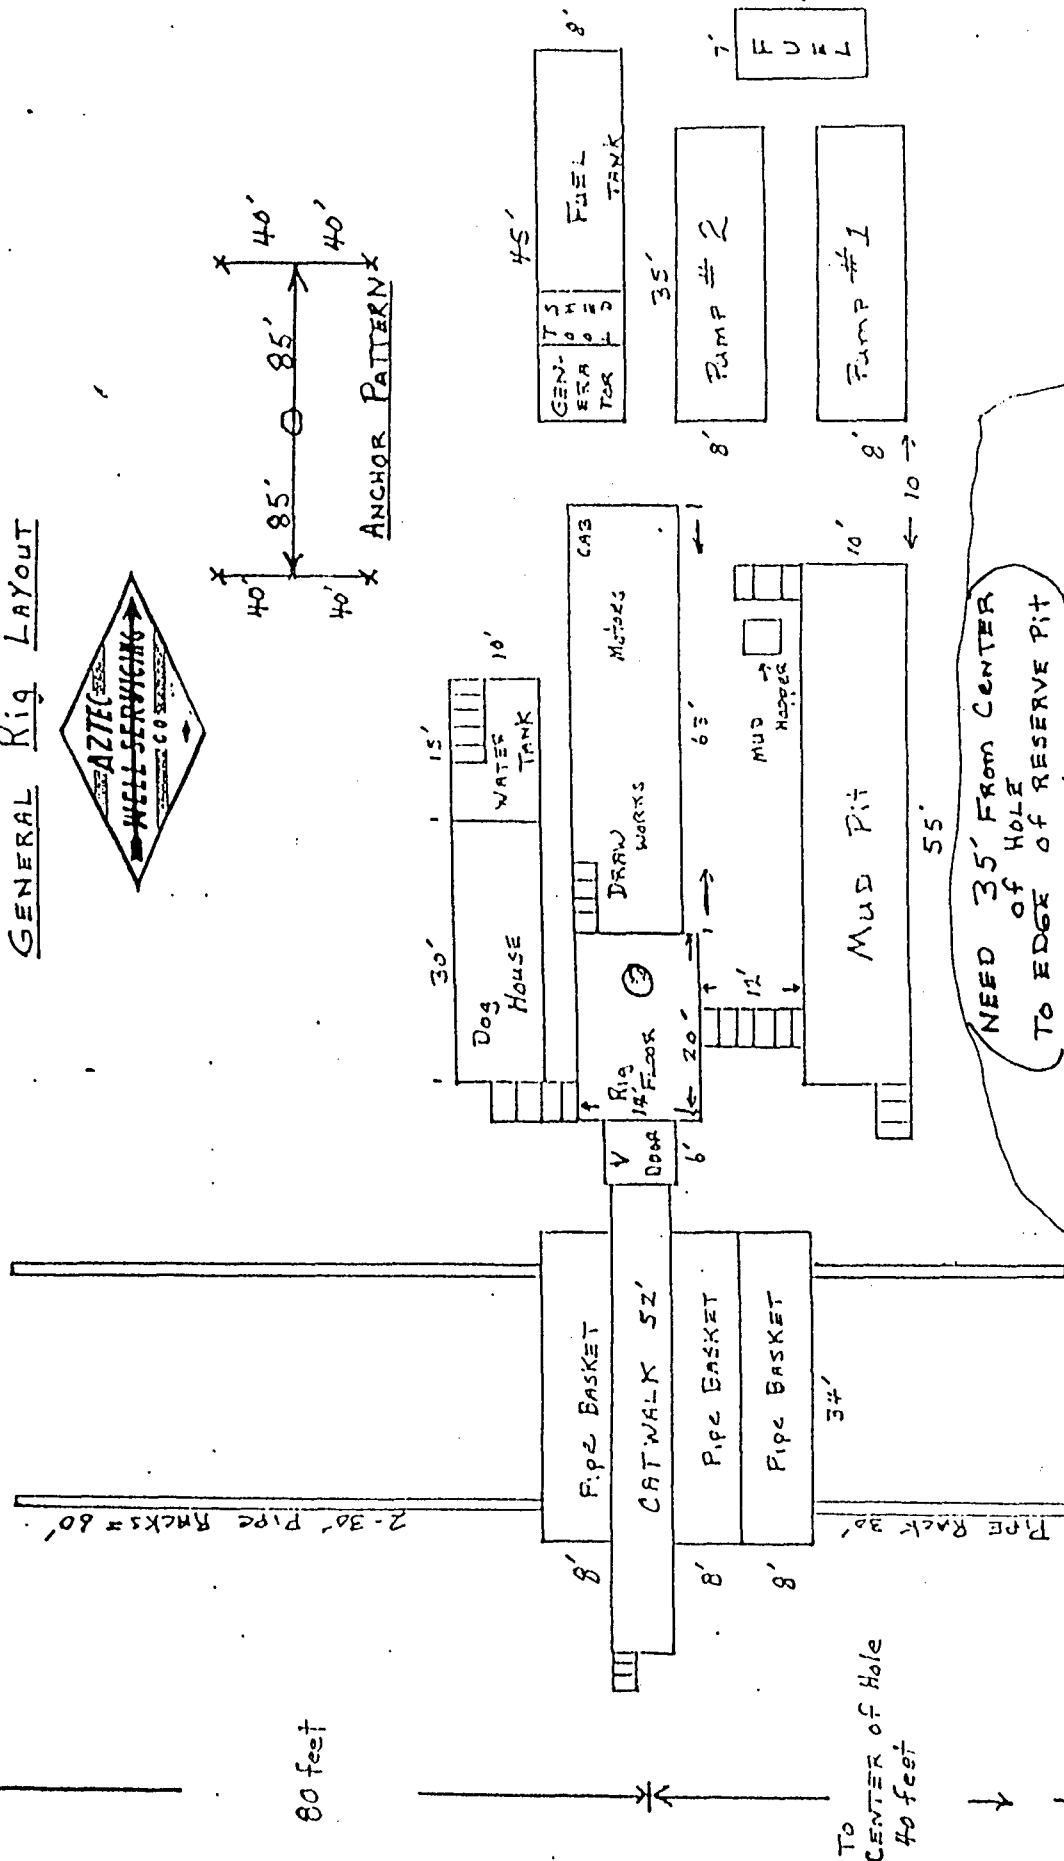 GENERAL Rig LAYOUT
AZTEC
WELL SERVICING
CO
40'
40'
85'
85'
40'
40'
ANCHOR PATTERN
30'
15'
10'
Dog
HOUSE
WATER
TANK
45'
8'
GEN-
ERA
TOR
TOOL
SHED
FUEL
TANK
35'
8'
PUMP # 2
8'
PUMP #1
7'
FUEL
10
Rig
FLOOR
14'
20'
DOOR
6'
DRAW
WORKS
MOTORS
CAB
12'
MUD
HOPPER
10'
MUD Pit
55'
NEED 35' FROM CENTER
OF HOLE
TO EDGE OF RESERVE Pit
Pipe BASKET
8'
CATWALK 52'
Pipe BASKET
8'
Pipe BASKET
8'
34'
2-30' PIPE RACKS = 60'
PIPE RACK 30'
80 feet
TO
CENTER of Hole
40 feet